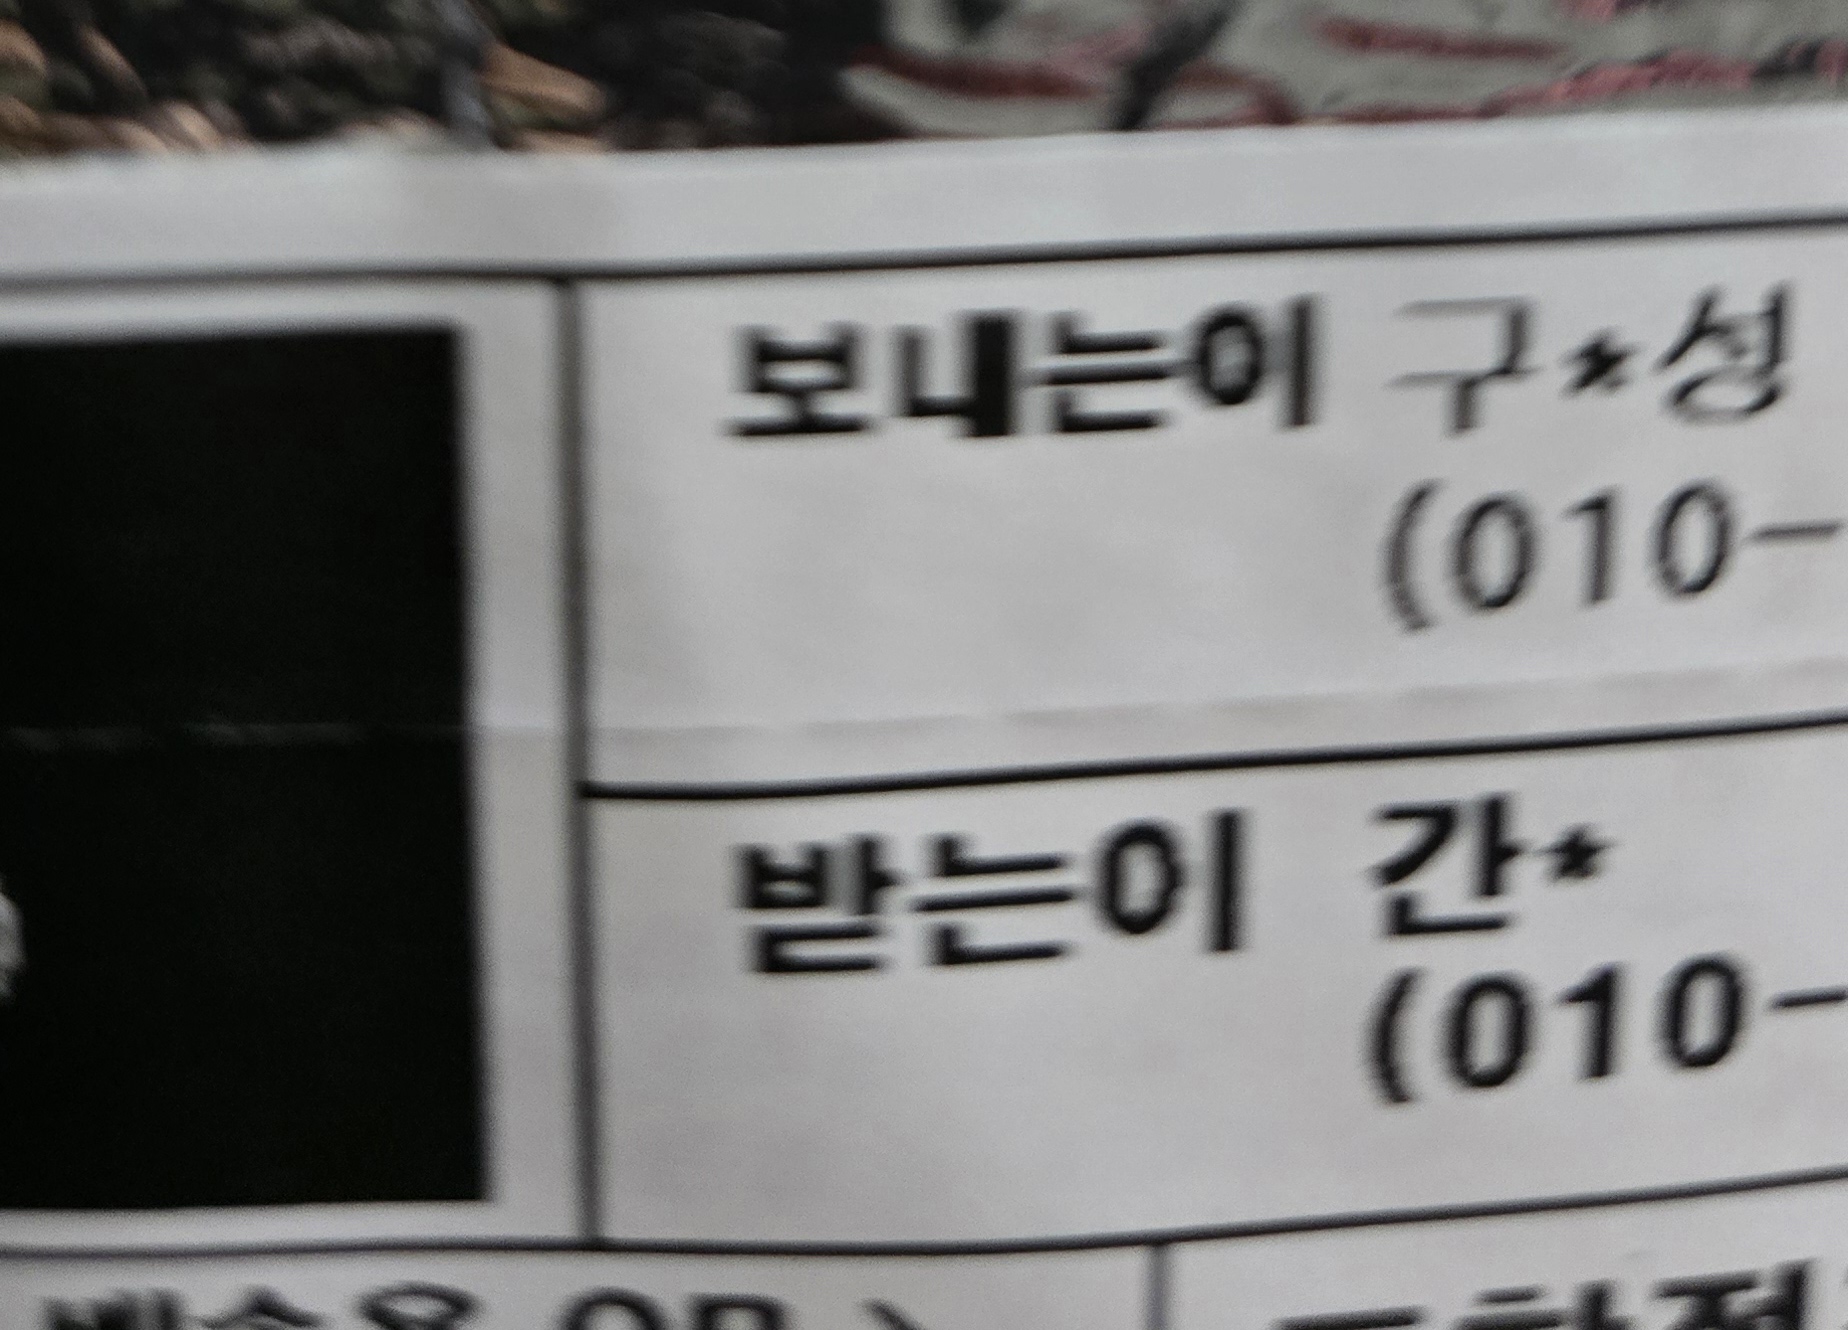 보내는이 구*성
(010-
받는이 간*
(010-